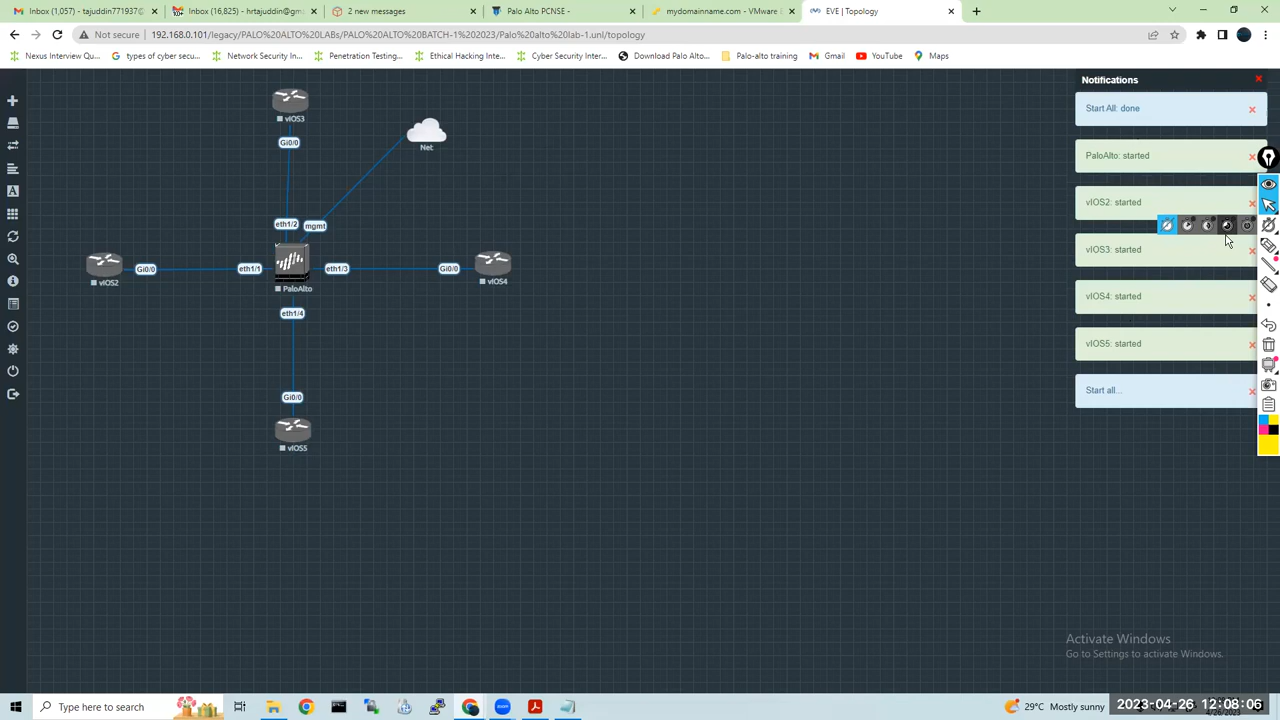 Inbox (1,057) - rtajuddin771937@
Inbox (16,825) - hrtajuddin@gm
2 new messages
Palo Alto PCNSE -
mydomainname.com - VMware
EVE | Topology
Not secure
192.168.0.101/legacy/PALO%20ALTO%20LABs/PALO%20ALTO%20BATCH-1%20%23/Palo%20alto%20lab-1.unl/topology
Nexus Interview Qu...
types of cyber secu...
Network Security In...
Penetration Testing...
Ethical Hacking Inte...
Cyber Security Inter...
Download Palo Alto...
Palo-alto training
Gmail
YouTube
Maps
Notifications
Start All: done
PaloAlto: started
vIOS2: started
vIOS3: started
vIOS4: started
vIOS5: started
Start all...
vIOS3
Gi0/0
Net
eth1/2
mgmt
vIOS2
Gi0/0
eth1/1
PaloAlto
eth1/3
Gi0/0
vIOS4
eth1/4
Gi0/0
vIOS5
Activate Windows
Go to Settings to activate Windows.
Type here to search
29°C Mostly sunny
2023-04-26 12:08:06